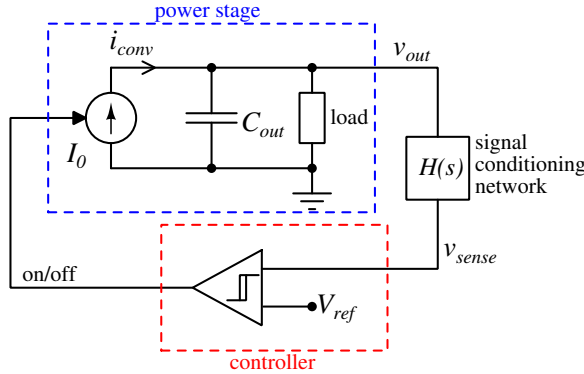 power stage
i_conv
v_out
I_0
C_out
load
H(s)
signal
conditioning
network
v_sense
on/off
V_ref
controller